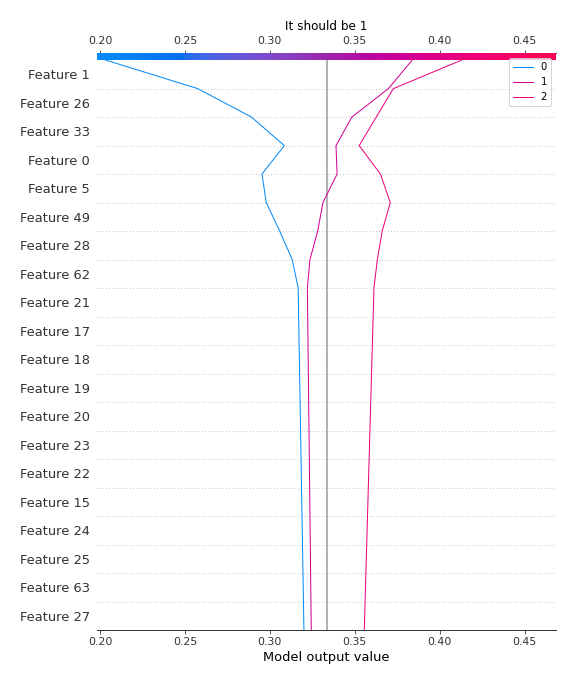 It should be 1
0.20 0.25 0.30 0.35 0.40 0.45
0
1
2
Feature 1
Feature 26
Feature 33
Feature 0
Feature 5
Feature 49
Feature 28
Feature 62
Feature 21
Feature 17
Feature 18
Feature 19
Feature 20
Feature 23
Feature 22
Feature 15
Feature 24
Feature 25
Feature 63
Feature 27
0.20 0.25 0.30 0.35 0.40 0.45
Model output value